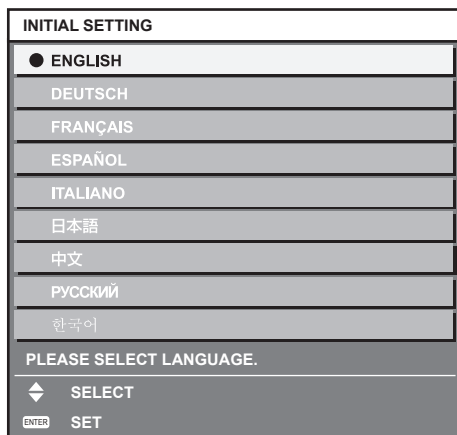 INITIAL SETTING
ENGLISH
DEUTSCH
FRANÇAIS
ESPAÑOL
ITALIANO
日本語
中文
РУССКИЙ
한국어
PLEASE SELECT LANGUAGE.
SELECT
ENTER SET